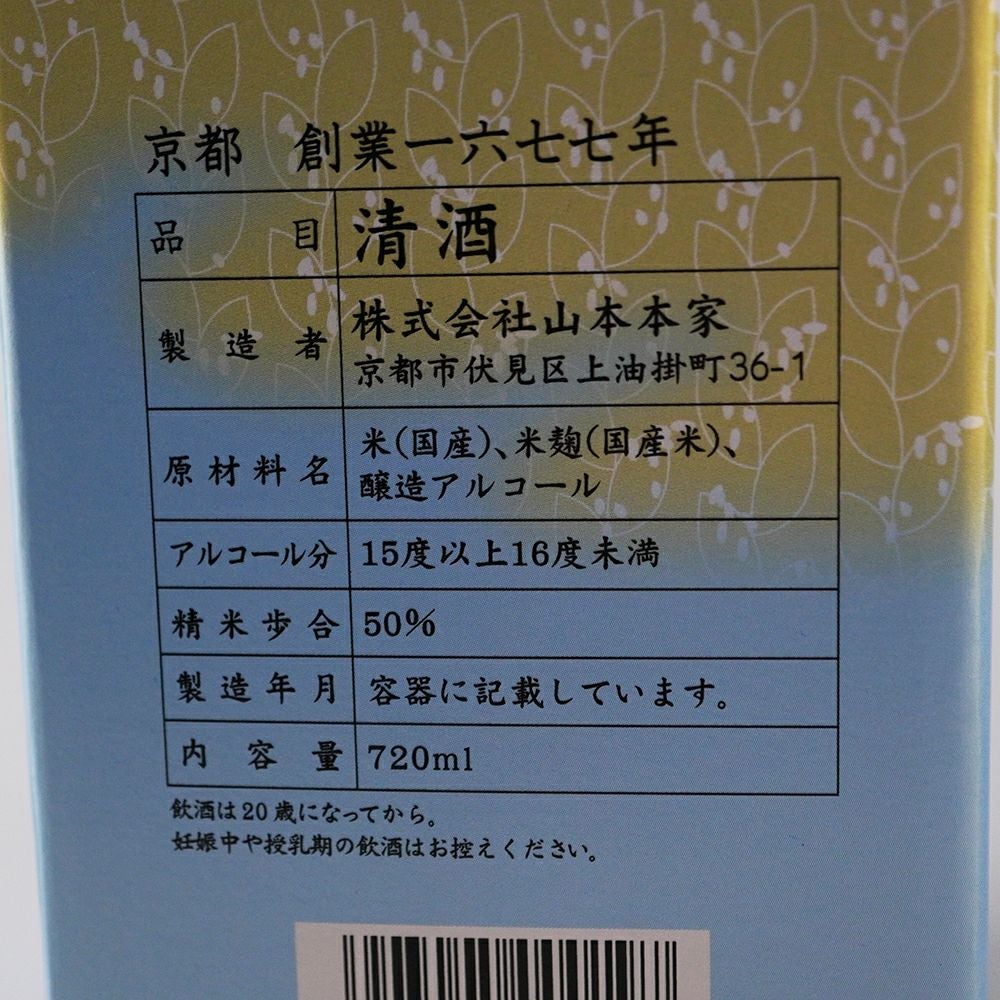 京都 創業一六七七年
品目 清酒
製造者 株式会社山本本家
京都市伏見区上油掛町36-1
原材料名 米(国産)、米麹(国産米)、
醸造アルコール
アルコール分 15度以上16度未満
精米歩合 50%
製造年月 容器に記載しています。
内容量 720ml
飲酒は20歳になってから。
妊娠中や授乳期の飲酒はお控えください。